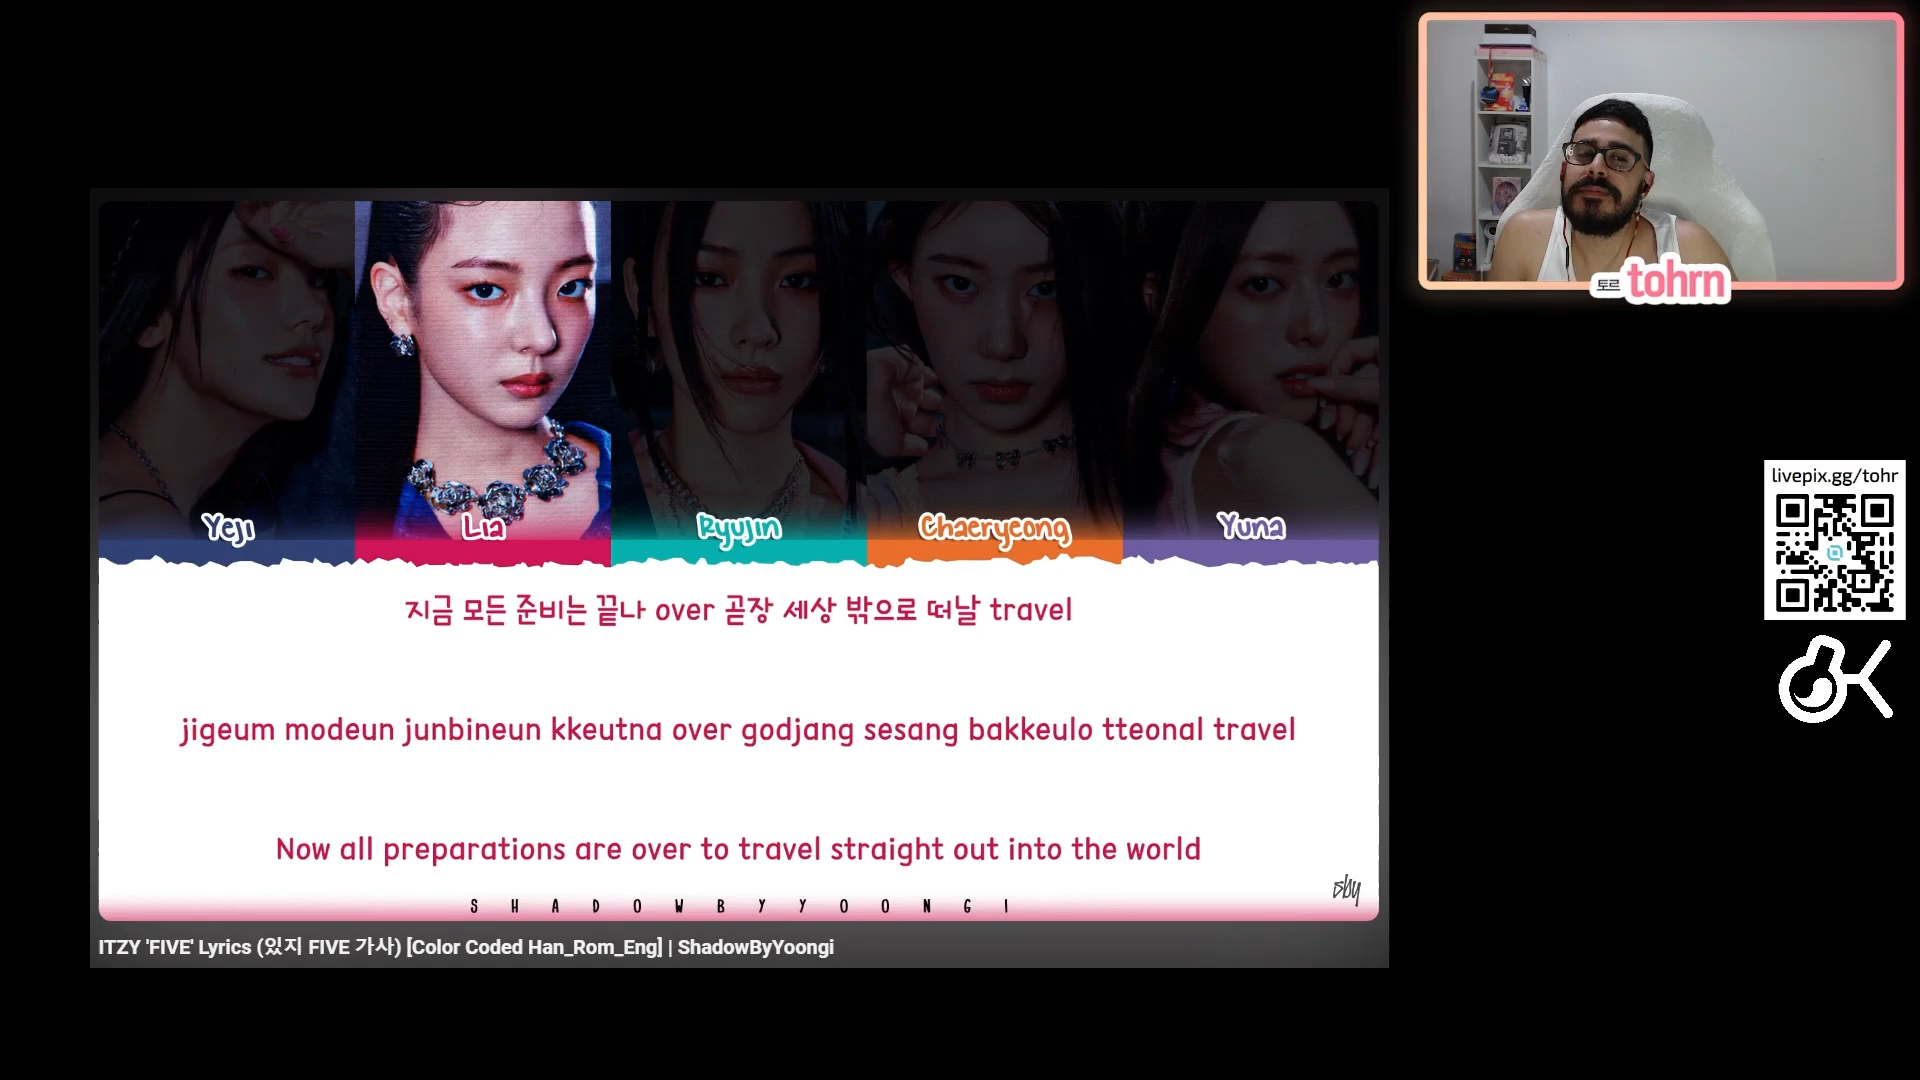 토르 tohrn
livepix.gg/tohr
Yeji Lia Ryujin Chaeryeong Yuna
지금 모든 준비는 끝나 over 곧장 세상 밖으로 떠날 travel
jigeum modeun junbineun kkeutna over godjang sesang bakkeulo tteonal travel
Now all preparations are over to travel straight out into the world
sby
SHADOWBYYOONGI
ITZY 'FIVE' Lyrics (있지 FIVE 가사) [Color Coded Han_Rom_Eng] | ShadowByYoongi